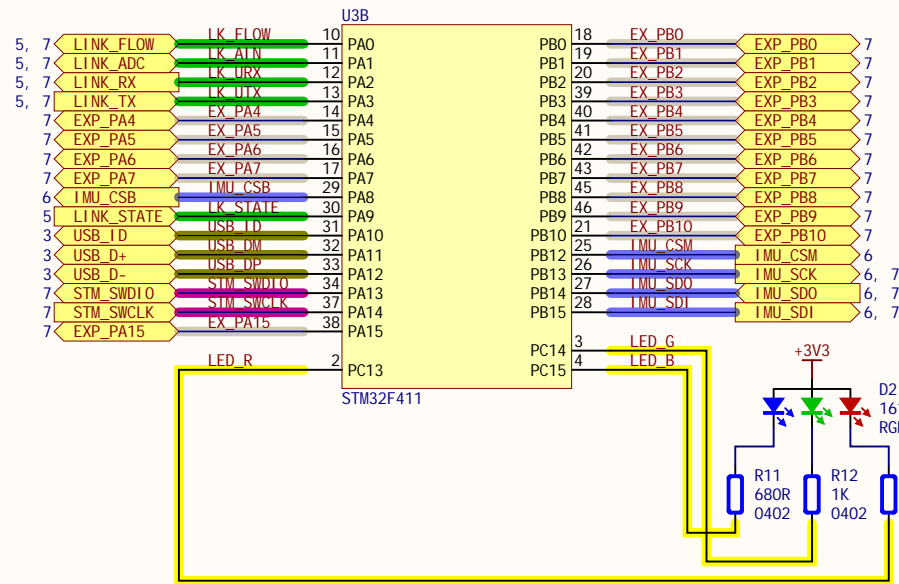 U3B
5, 7 LINK_FLOW LK_FLOW 10 PA0 PB0 18 EX_PB0 EXP_PB0 7
5, 7 LINK_ADC LK_AIN 11 PA1 PB1 19 EX_PB1 EXP_PB1 7
5, 7 LINK_RX LK_URX 12 PA2 PB2 20 EX_PB2 EXP_PB2 7
5, 7 LINK_TX LK_UTX 13 PA3 PB3 39 EX_PB3 EXP_PB3 7
7 EXP_PA4 EX_PA4 14 PA4 PB4 40 EX_PB4 EXP_PB4 7
7 EXP_PA5 EX_PA5 15 PA5 PB5 41 EX_PB5 EXP_PB5 7
7 EXP_PA6 EX_PA6 16 PA6 PB6 42 EX_PB6 EXP_PB6 7
7 EXP_PA7 EX_PA7 17 PA7 PB7 43 EX_PB7 EXP_PB7 7
6 IMU_CSB IMU_CSB 29 PA8 PB8 45 EX_PB8 EXP_PB8 7
5 LINK_STATE LK_STATE 30 PA9 PB9 46 EX_PB9 EXP_PB9 7
3 USB_ID USB_ID 31 PA10 PB10 21 EX_PB10 EXP_PB10 7
3 USB_D+ USB_DM 32 PA11 PB12 25 IMU_CSM IMU_CSM 6
3 USB_D- USB_DP 33 PA12 PB13 26 IMU_SCK IMU_SCK 6, 7
7 STM_SWDIO STM_SWDIO 34 PA13 PB14 27 IMU_SDO IMU_SDO 6, 7
7 STM_SWCLK STM_SWCLK 37 PA14 PB15 28 IMU_SDI IMU_SDI 6, 7
7 EXP_PA15 EX_PA15 38 PA15
PC14 3 LED_G
LED_R 2 PC13 PC15 4 LED_B
STM32F411
+3V3
D2
R11
680R
0402
R12
1K
0402